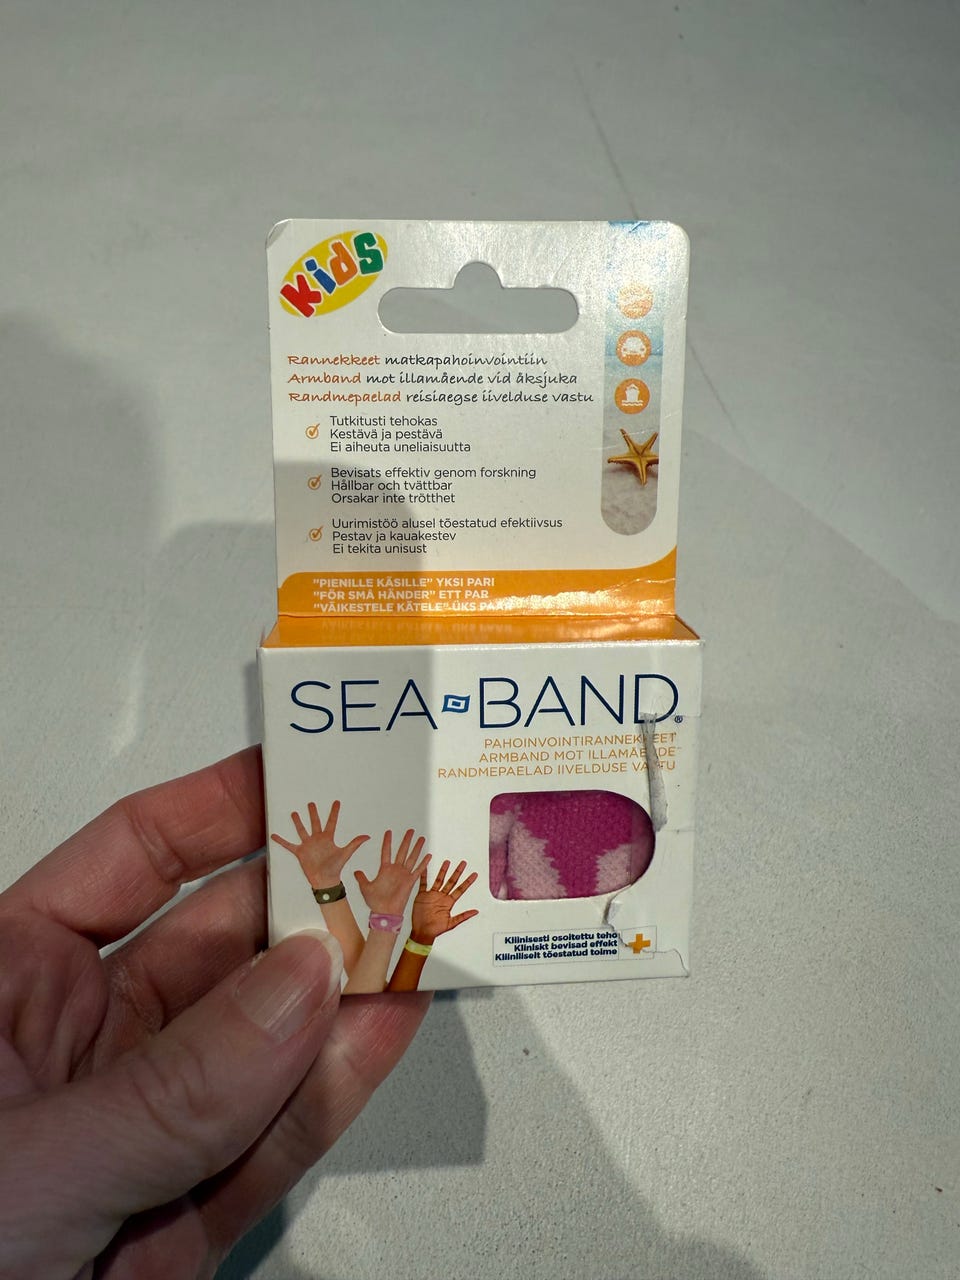 Kids
Rannekkeet matkapahoinvointiin
Armband mot illamående vid åksjuka
Randmepaelad reisiaegse iivelduse vastu
Tutkitusti tehokas
Kestävä ja pestävä
Ei aiheuta uneliaisuutta
Bevisats effektiv genom forskning
Hållbar och tvättbar
Orsakar inte trötthet
Uurimistöö alusel tõestatud efektiivsus
Pestav ja kauakestev
Ei tekita unisust
"PIENILLE KÄSILLE" YKSI PARI
"FÖR SMÅ HÄNDER" ETT PAR
"VÄIKESTELE KÄTELE" ÜKS PAAR
SEA-BAND®
PAHOINVOINTIRANNEKKEET
ARMBAND MOT ILLAMÅENDE
RANDMEPAELAD IIVELDUSE VASTU
Kliinisesti osoitettu teho
Kliniskt bevisad effekt
Kliiniliselt tõestatud toime